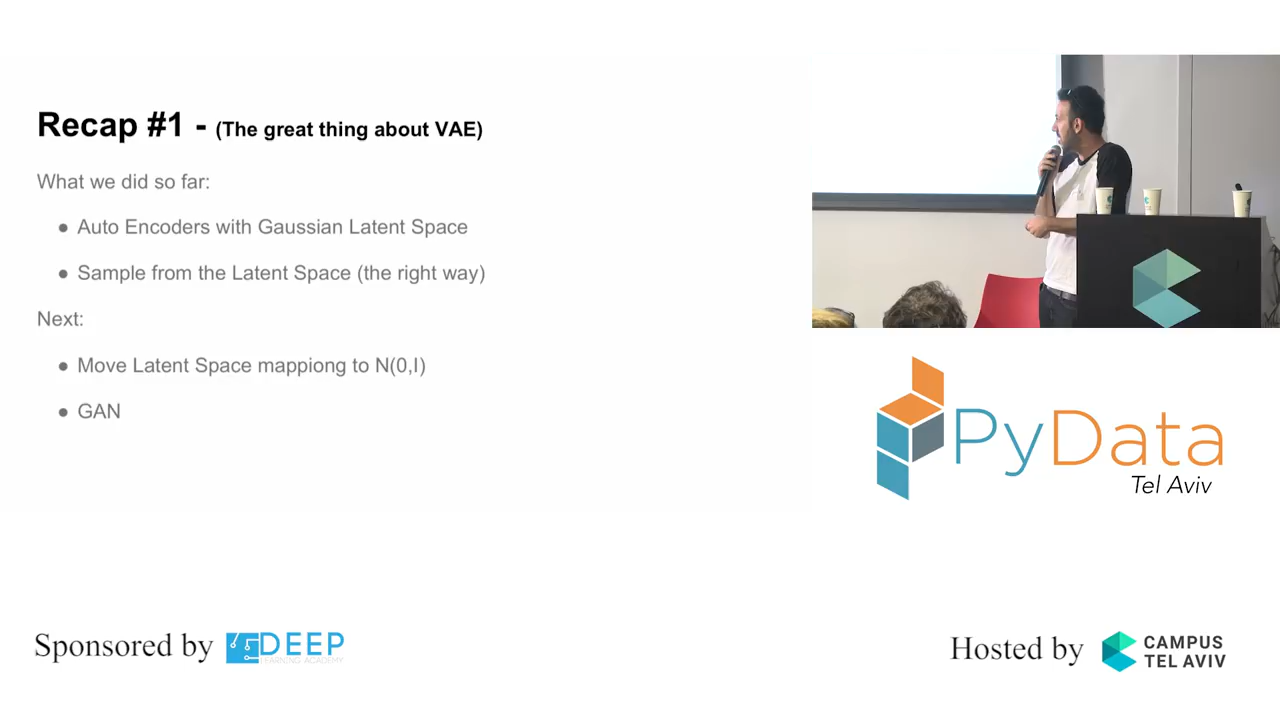 Recap #1 - (The great thing about VAE)
What we did so far:
● Auto Encoders with Gaussian Latent Space
● Sample from the Latent Space (the right way)
Next:
● Move Latent Space mappiong to N(0,I)
● GAN
PyData
Tel Aviv
Sponsored by
DEEP
LEARNING ACADEMY
Hosted by
CAMPUS
TEL AVIV